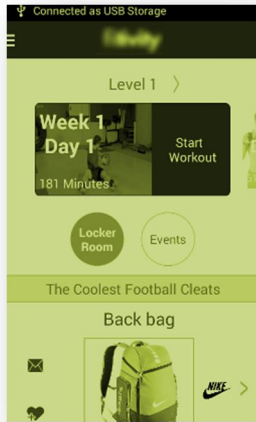 Connected as USB Storage
Level 1
Week 1
Day 1
181 Minutes
Start
Workout
Locker
Room
Events
The Coolest Football Cleats
Back bag
NIKE